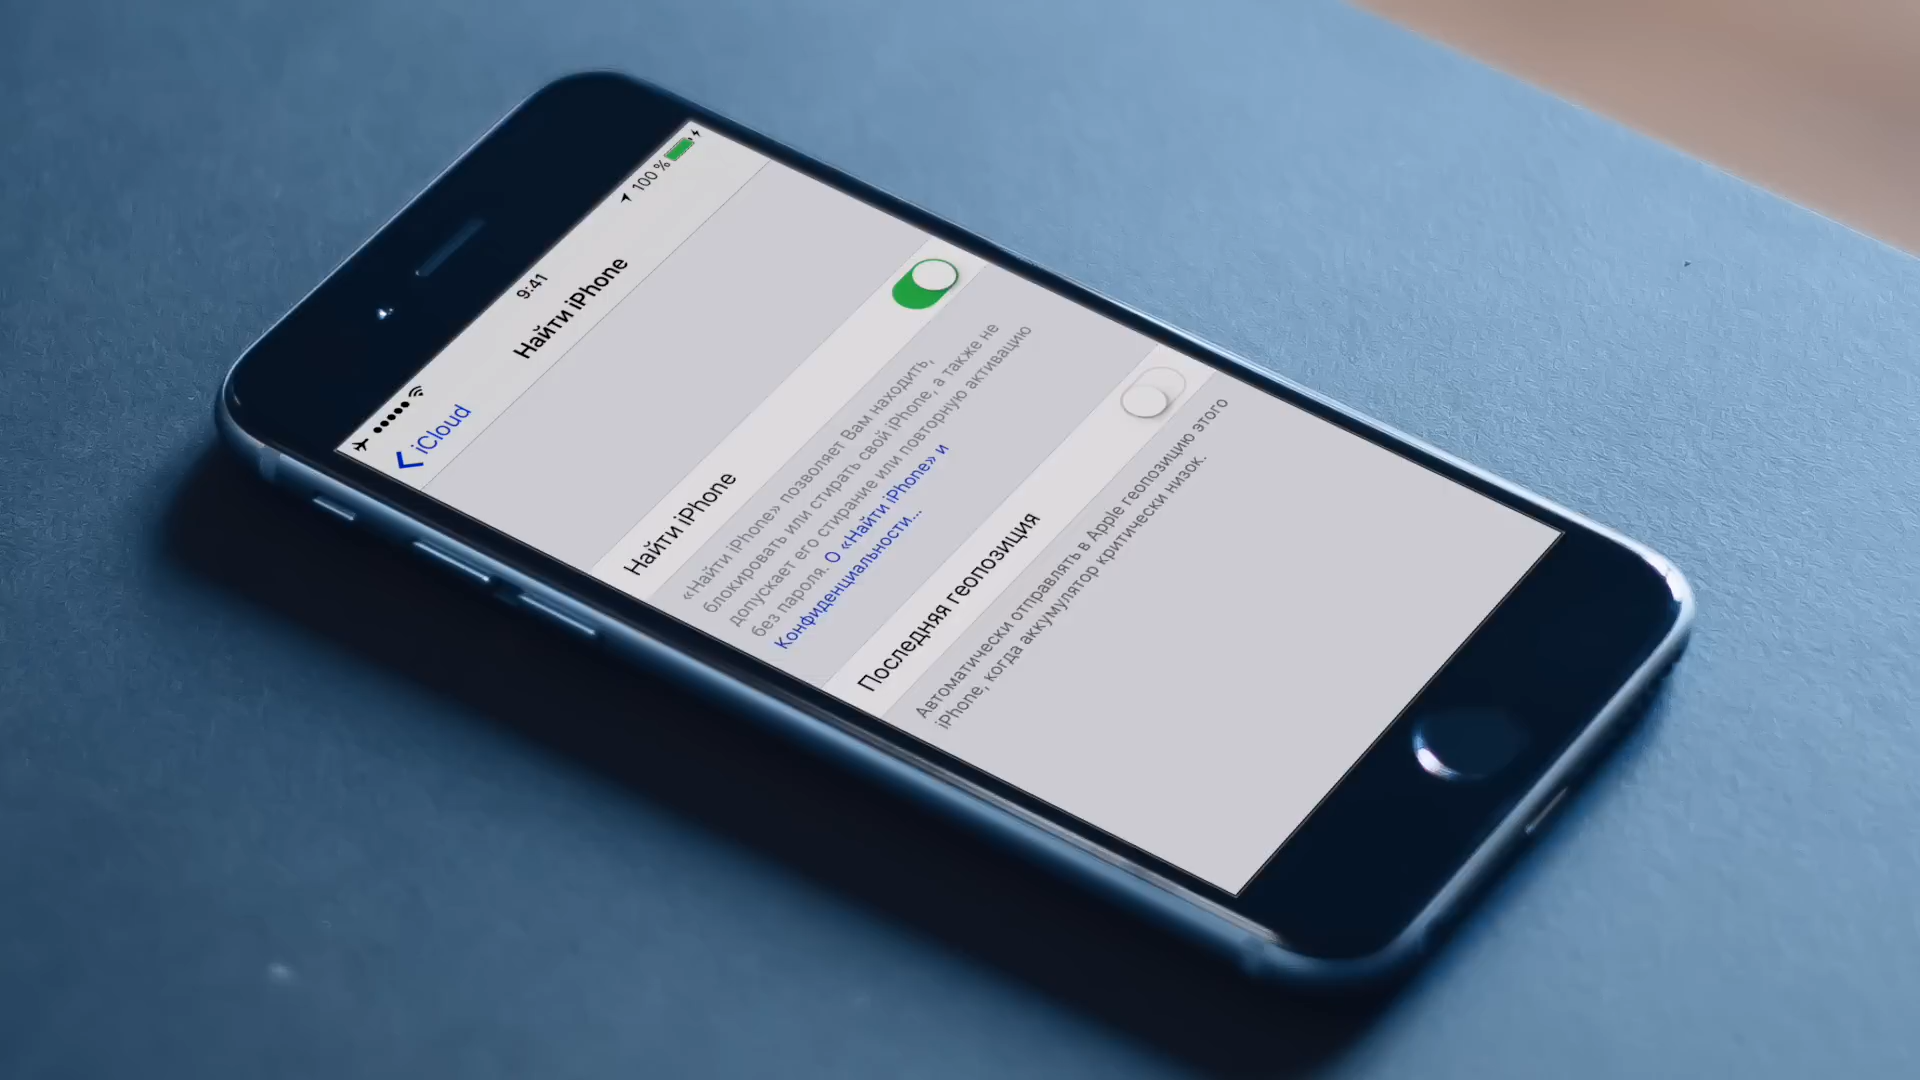 9:41
100 %
iCloud
Найти iPhone
Найти iPhone
«Найти iPhone» позволяет Вам находить,
блокировать или стирать свой iPhone, а также не
допускает его стирание или повторную активацию
без пароля. О «Найти iPhone» и
Конфиденциальности...
Последняя геопозиция
Автоматически отправлять в Apple геопозицию этого
iPhone, когда аккумулятор критически низок.